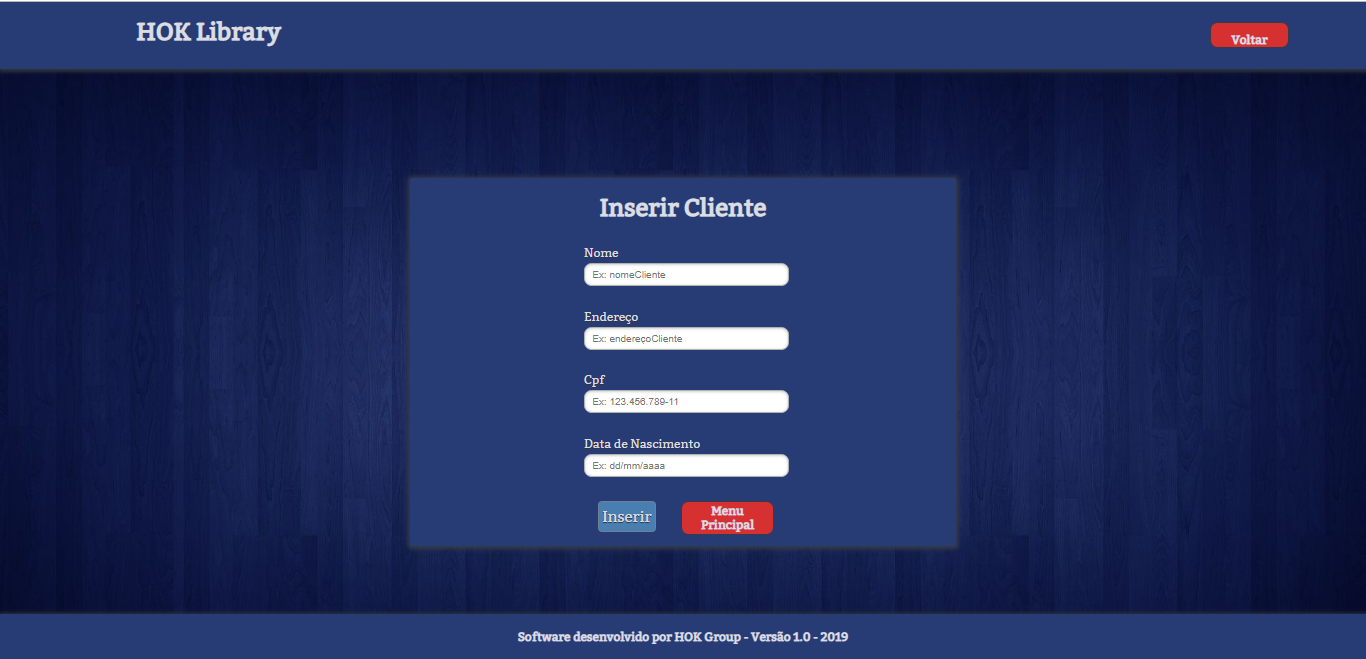 HOK Library
Voltar
Inserir Cliente
Nome
Ex: nomeCliente
Endereço
Ex: endereçoCliente
Cpf
Ex: 123.456.789-11
Data de Nascimento
Ex: dd/mm/aaaa
Inserir
Menu
Principal
Software desenvolvido por HOK Group - Versão 1.0 - 2019